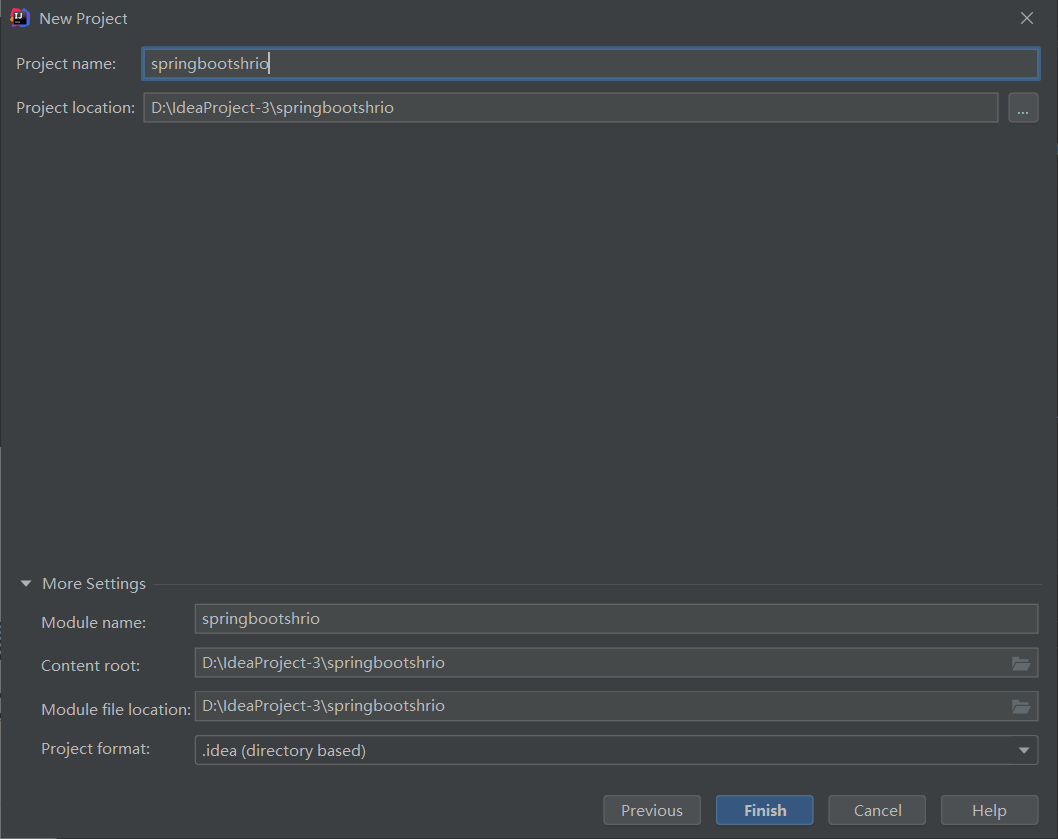 New Project
Project name: springbootshrio
Project location: D:\IdeaProject-3\springbootshrio ...
More Settings
Module name: springbootshrio
Content root: D:\IdeaProject-3\springbootshrio
Module file location: D:\IdeaProject-3\springbootshrio
Project format: .idea (directory based)
Previous Finish Cancel Help